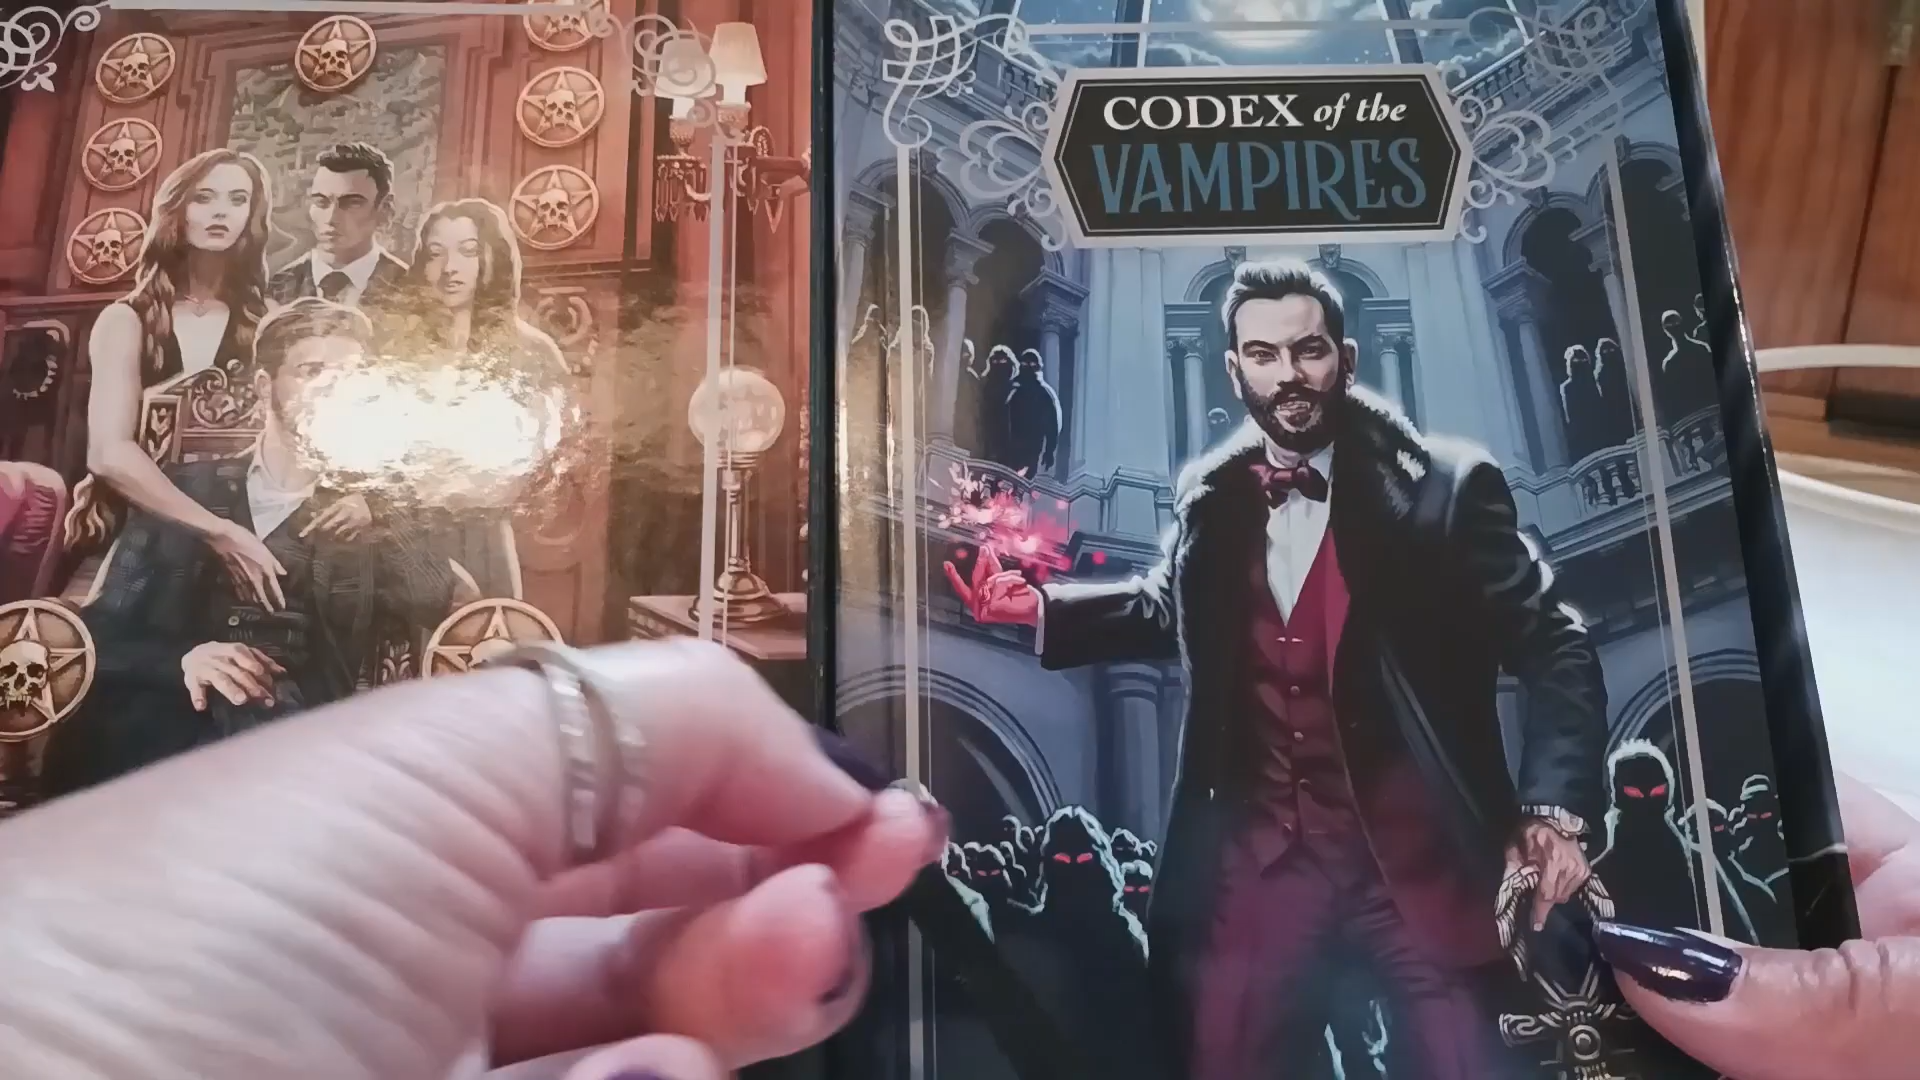 CODEX of the
VAMPIRES